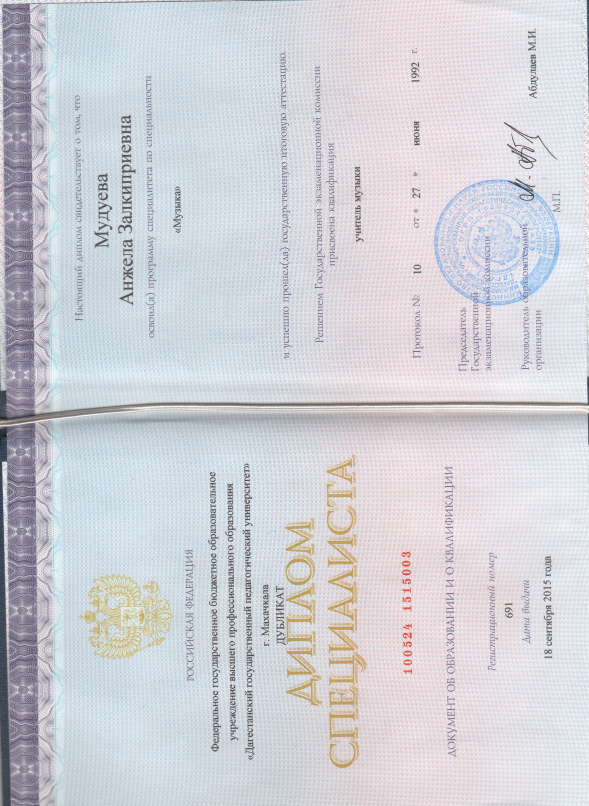 РОССИЙСКАЯ ФЕДЕРАЦИЯ
Федеральное государственное бюджетное образовательное
учреждение высшего профессионального образования
«Дагестанский государственный педагогический университет»
г. Махачкала
ДУБЛИКАТ
ДИПЛОМ
СПЕЦИАЛИСТА
100524 1515003
ДОКУМЕНТ ОБ ОБРАЗОВАНИИ И О КВАЛИФИКАЦИИ
Регистрационный номер
691
Дата выдачи
18 сентября 2015 года
Настоящий диплом свидетельствует о том, что
Мудуева
Анжела Залкиприевна
освоил(а) программу специалитета по специальности
«Музыка»
и успешно прошел(ла) государственную итоговую аттестацию
Решением Государственной экзаменационной комиссии
присвоена квалификация
учитель музыки
Протокол № 10 от « 27 » июня 1992 г.
Председатель
Государственной
экзаменационной комиссии
Руководитель образовательной
организации
Абдулаев М.И.
М.П.